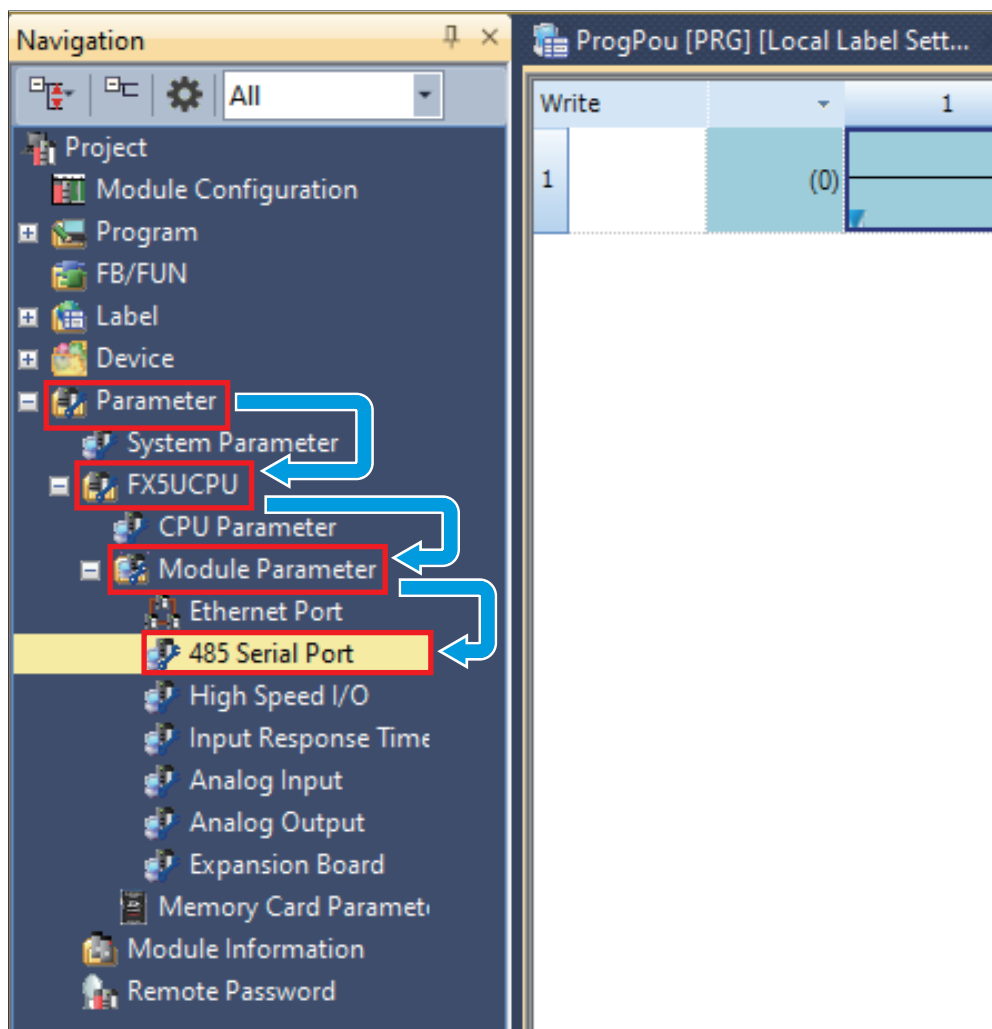 Navigation
ProgPou [PRG] [Local Label Sett...
All
Write 1
1 (0)
Project
Module Configuration
Program
FB/FUN
Label
Device
Parameter
System Parameter
FX5UCPU
CPU Parameter
Module Parameter
Ethernet Port
485 Serial Port
High Speed I/O
Input Response Time
Analog Input
Analog Output
Expansion Board
Memory Card Paramet
Module Information
Remote Password